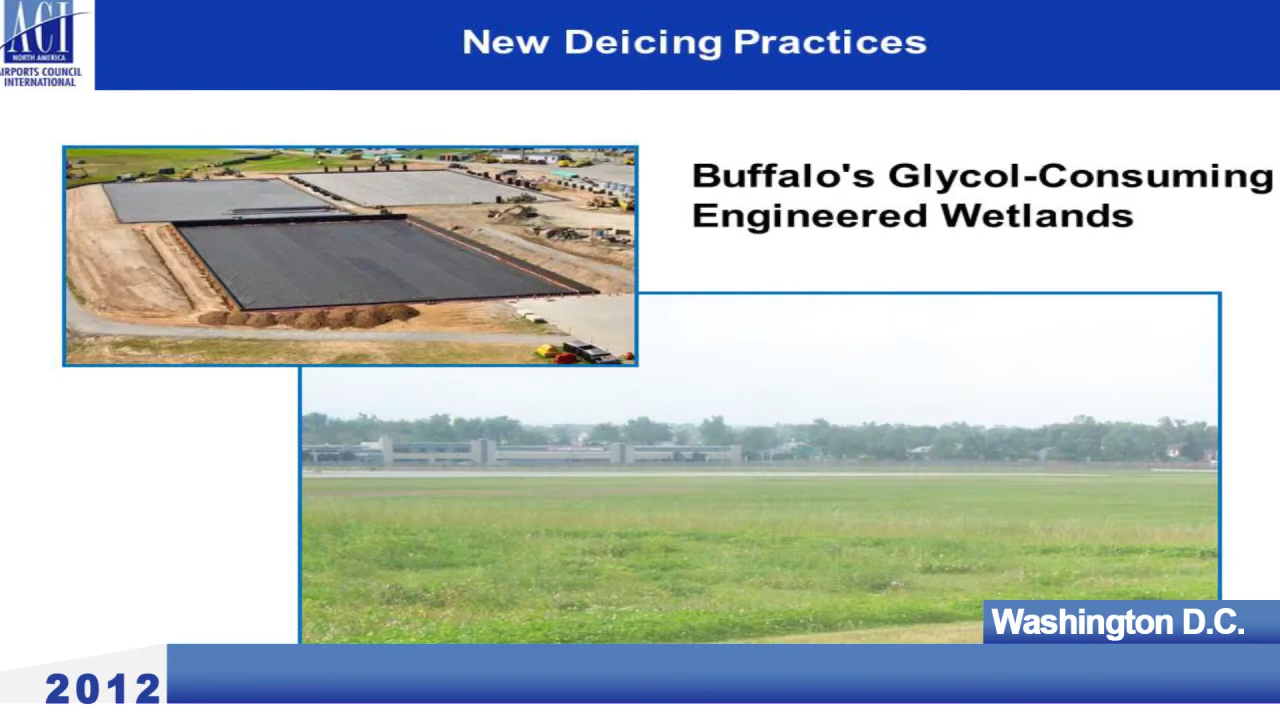 ACI
NORTH AMERICA
AIRPORTS COUNCIL
INTERNATIONAL
New Deicing Practices
Buffalo's Glycol-Consuming
Engineered Wetlands
Washington D.C.
2012